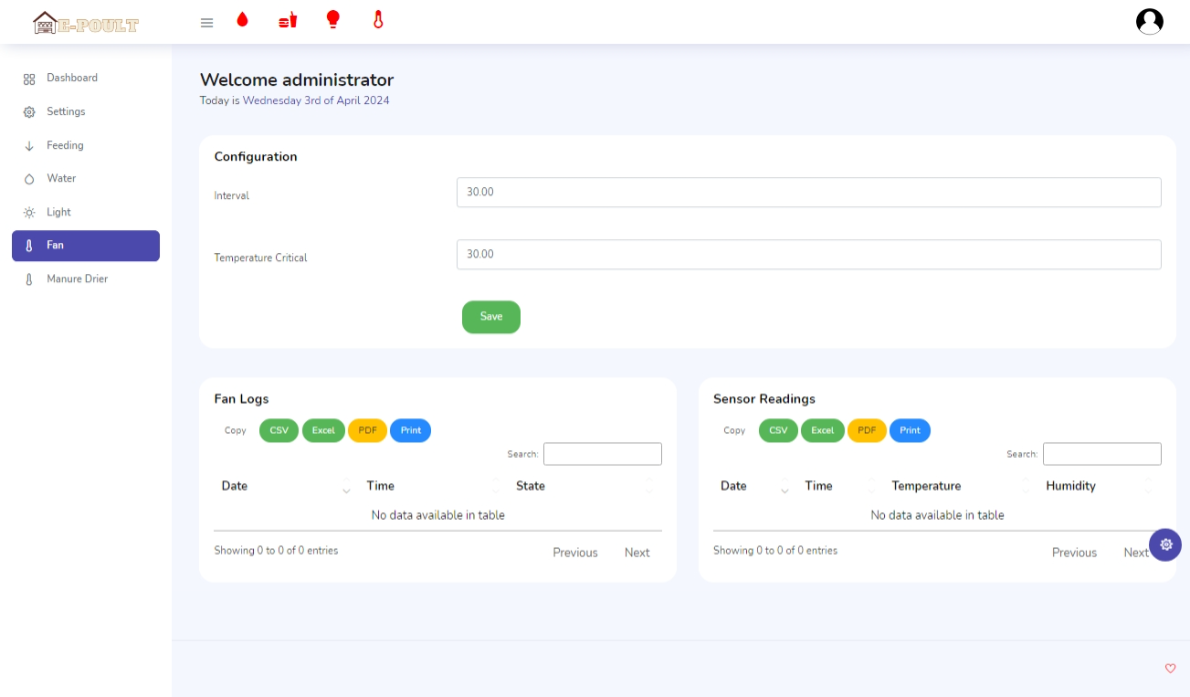 E-POULT
Dashboard
Settings
Feeding
Water
Light
Fan
Manure Drier
Welcome administrator
Today is Wednesday 3rd of April 2024
Configuration
Interval 30.00
Temperature Critical 30.00
Save
Fan Logs
Copy CSV Excel PDF Print
Search:
Date Time State
No data available in table
Showing 0 to 0 of 0 entries
Previous Next
Sensor Readings
Copy CSV Excel PDF Print
Search:
Date Time Temperature Humidity
No data available in table
Showing 0 to 0 of 0 entries
Previous Next